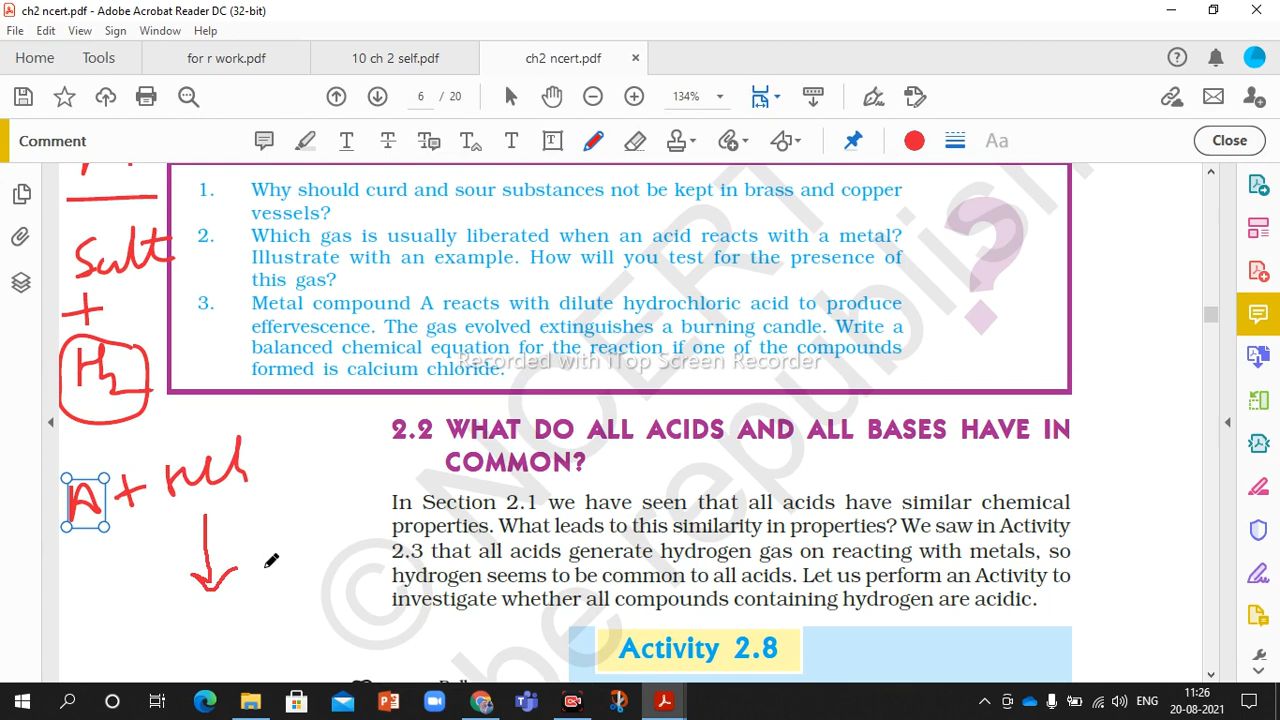 ch2 ncert.pdf - Adobe Acrobat Reader DC (32-bit)
File Edit View Sign Window Help
Home Tools for r work.pdf 10 ch 2 self.pdf ch2 ncert.pdf ×
6 / 20 134%
Comment Aa Close
1. Why should curd and sour substances not be kept in brass and copper
vessels?
2. Which gas is usually liberated when an acid reacts with a metal?
Illustrate with an example. How will you test for the presence of
this gas?
3. Metal compound A reacts with dilute hydrochloric acid to produce
effervescence. The gas evolved extinguishes a burning candle. Write a
balanced chemical equation for the reaction if one of the compounds
formed is calcium chloride.
Recorded with iTop Screen Recorder
Salt
+
H2
A + HCl
2.2 WHAT DO ALL ACIDS AND ALL BASES HAVE IN
COMMON?
In Section 2.1 we have seen that all acids have similar chemical
properties. What leads to this similarity in properties? We saw in Activity
2.3 that all acids generate hydrogen gas on reacting with metals, so
hydrogen seems to be common to all acids. Let us perform an Activity to
investigate whether all compounds containing hydrogen are acidic.
Activity 2.8
© NCERT
be republish
?
ENG
11:26
20-08-2021